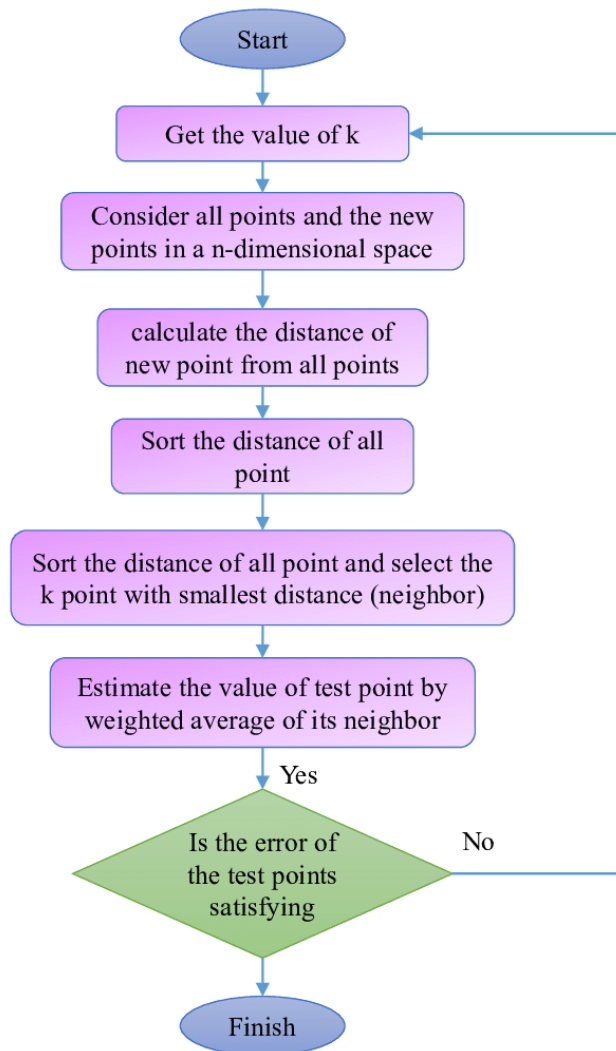 Start
Get the value of k
Consider all points and the new
points in a n-dimensional space
calculate the distance of
new point from all points
Sort the distance of all
point
Sort the distance of all point and select the
k point with smallest distance (neighbor)
Estimate the value of test point by
weighted average of its neighbor
Yes
Is the error of
the test points
satisfying
No
Finish